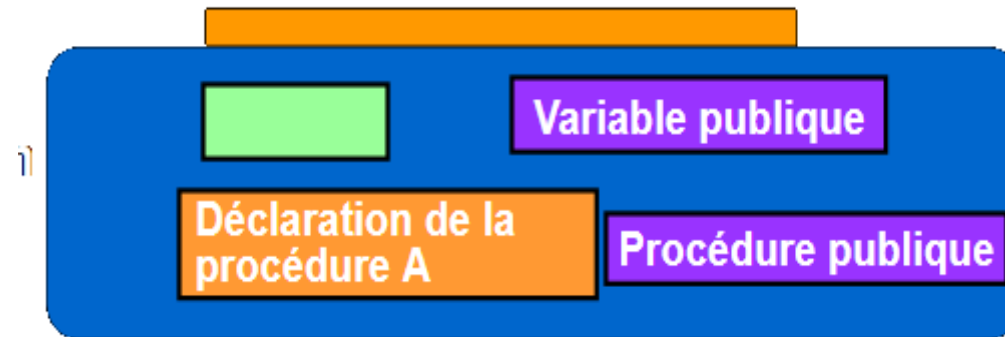 Variable publique
Déclaration de la
procédure A
Procédure publique